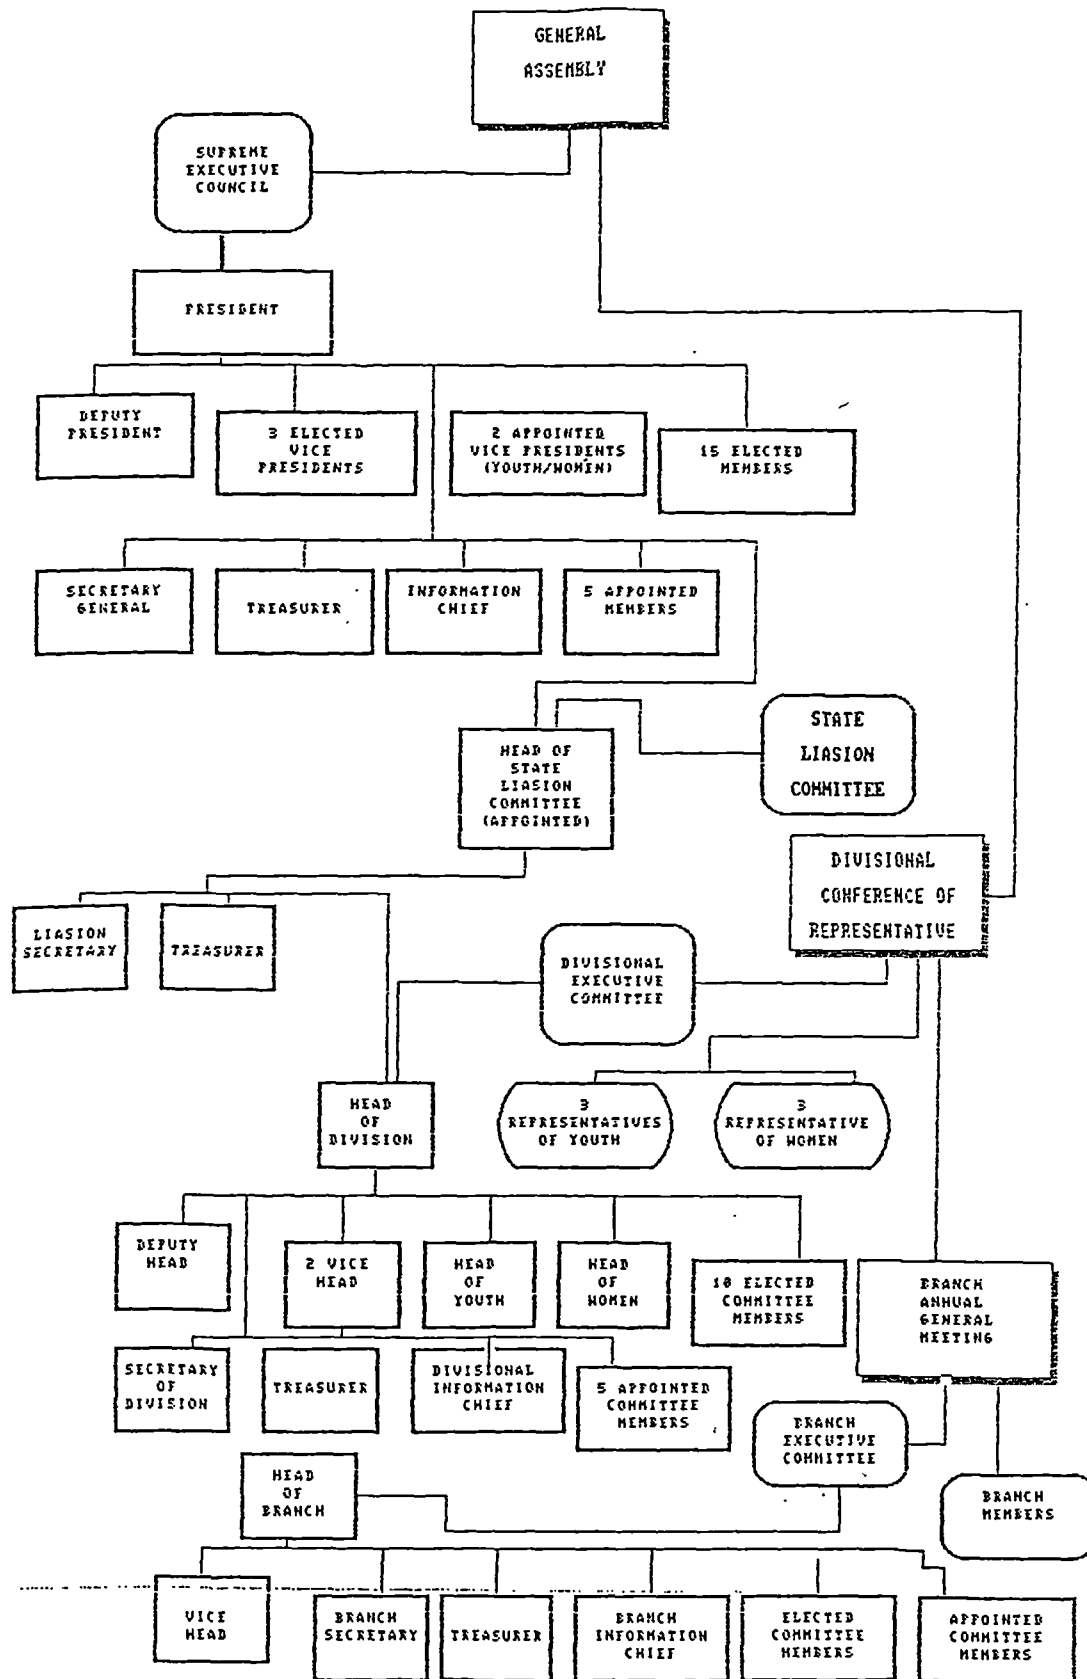 GENERAL
ASSEMBLY
SUPREME
EXECUTIVE
COUNCIL
PRESIDENT
DEPUTY
PRESIDENT
3 ELECTED
VICE
PRESIDENTS
2 APPOINTED
VICE PRESIDENTS
(YOUTH/WOMEN)
15 ELECTED
MEMBERS
SECRETARY
GENERAL
TREASURER
INFORMATION
CHIEF
5 APPOINTED
MEMBERS
HEAD OF
STATE
LIASION
COMMITTEE
(APPOINTED)
STATE
LIASION
COMMITTEE
DIVISIONAL
CONFERENCE OF
REPRESENTATIVE
LIASION
SECRETARY
TREASURER
DIVISIONAL
EXECUTIVE
COMMITTEE
HEAD
OF
DIVISION
3
REPRESENTATIVES
OF YOUTH
3
REPRESENTATIVE
OF WOMEN
DEPUTY
HEAD
2 VICE
HEAD
HEAD
OF
YOUTH
HEAD
OF
WOMEN
10 ELECTED
COMMITTEE
MEMBERS
BRANCH
ANNUAL
GENERAL
MEETING
SECRETARY
OF
DIVISION
TREASURER
DIVISIONAL
INFORMATION
CHIEF
5 APPOINTED
COMMITTEE
MEMBERS
BRANCH
EXECUTIVE
COMMITTEE
HEAD
OF
BRANCH
BRANCH
MEMBERS
VICE
HEAD
BRANCH
SECRETARY
TREASURER
BRANCH
INFORMATION
CHIEF
ELECTED
COMMITTEE
MEMBERS
APPOINTED
COMMITTEE
MEMBERS